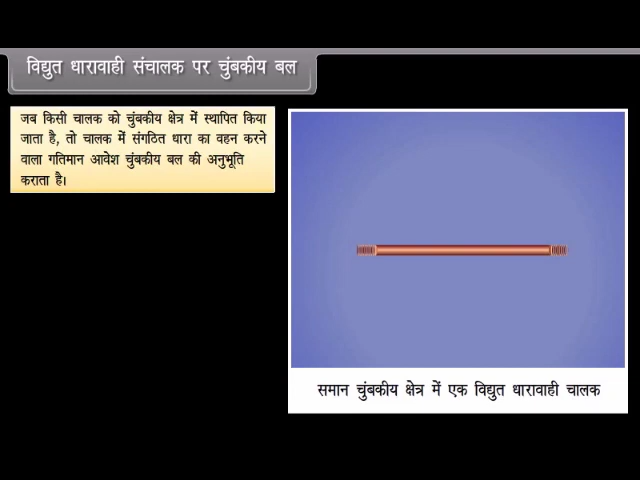 विद्युत धारावाही संचालक पर चुंबकीय बल
जब किसी चालक को चुंबकीय क्षेत्र में स्थापित किया
जाता है, तो चालक में संगठित धारा का वहन करने
वाला गतिमान आवेश चुंबकीय बल की अनुभूति
कराता है।
समान चुंबकीय क्षेत्र में एक विद्युत धारावाही चालक